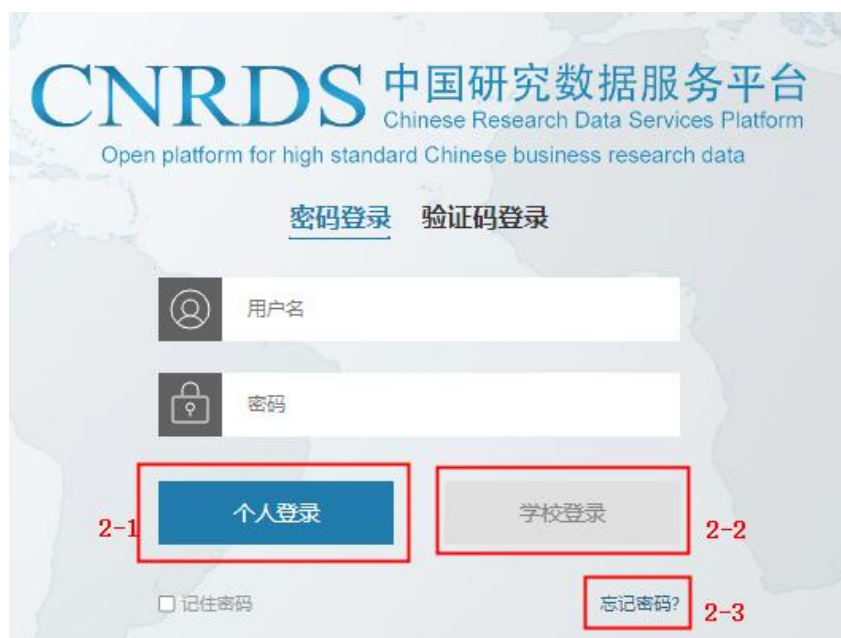 CNRDS 中国研究数据服务平台
Chinese Research Data Services Platform
Open platform for high standard Chinese business research data
密码登录 验证码登录
用户名
密码
2-1 个人登录 学校登录 2-2
记住密码 忘记密码? 2-3